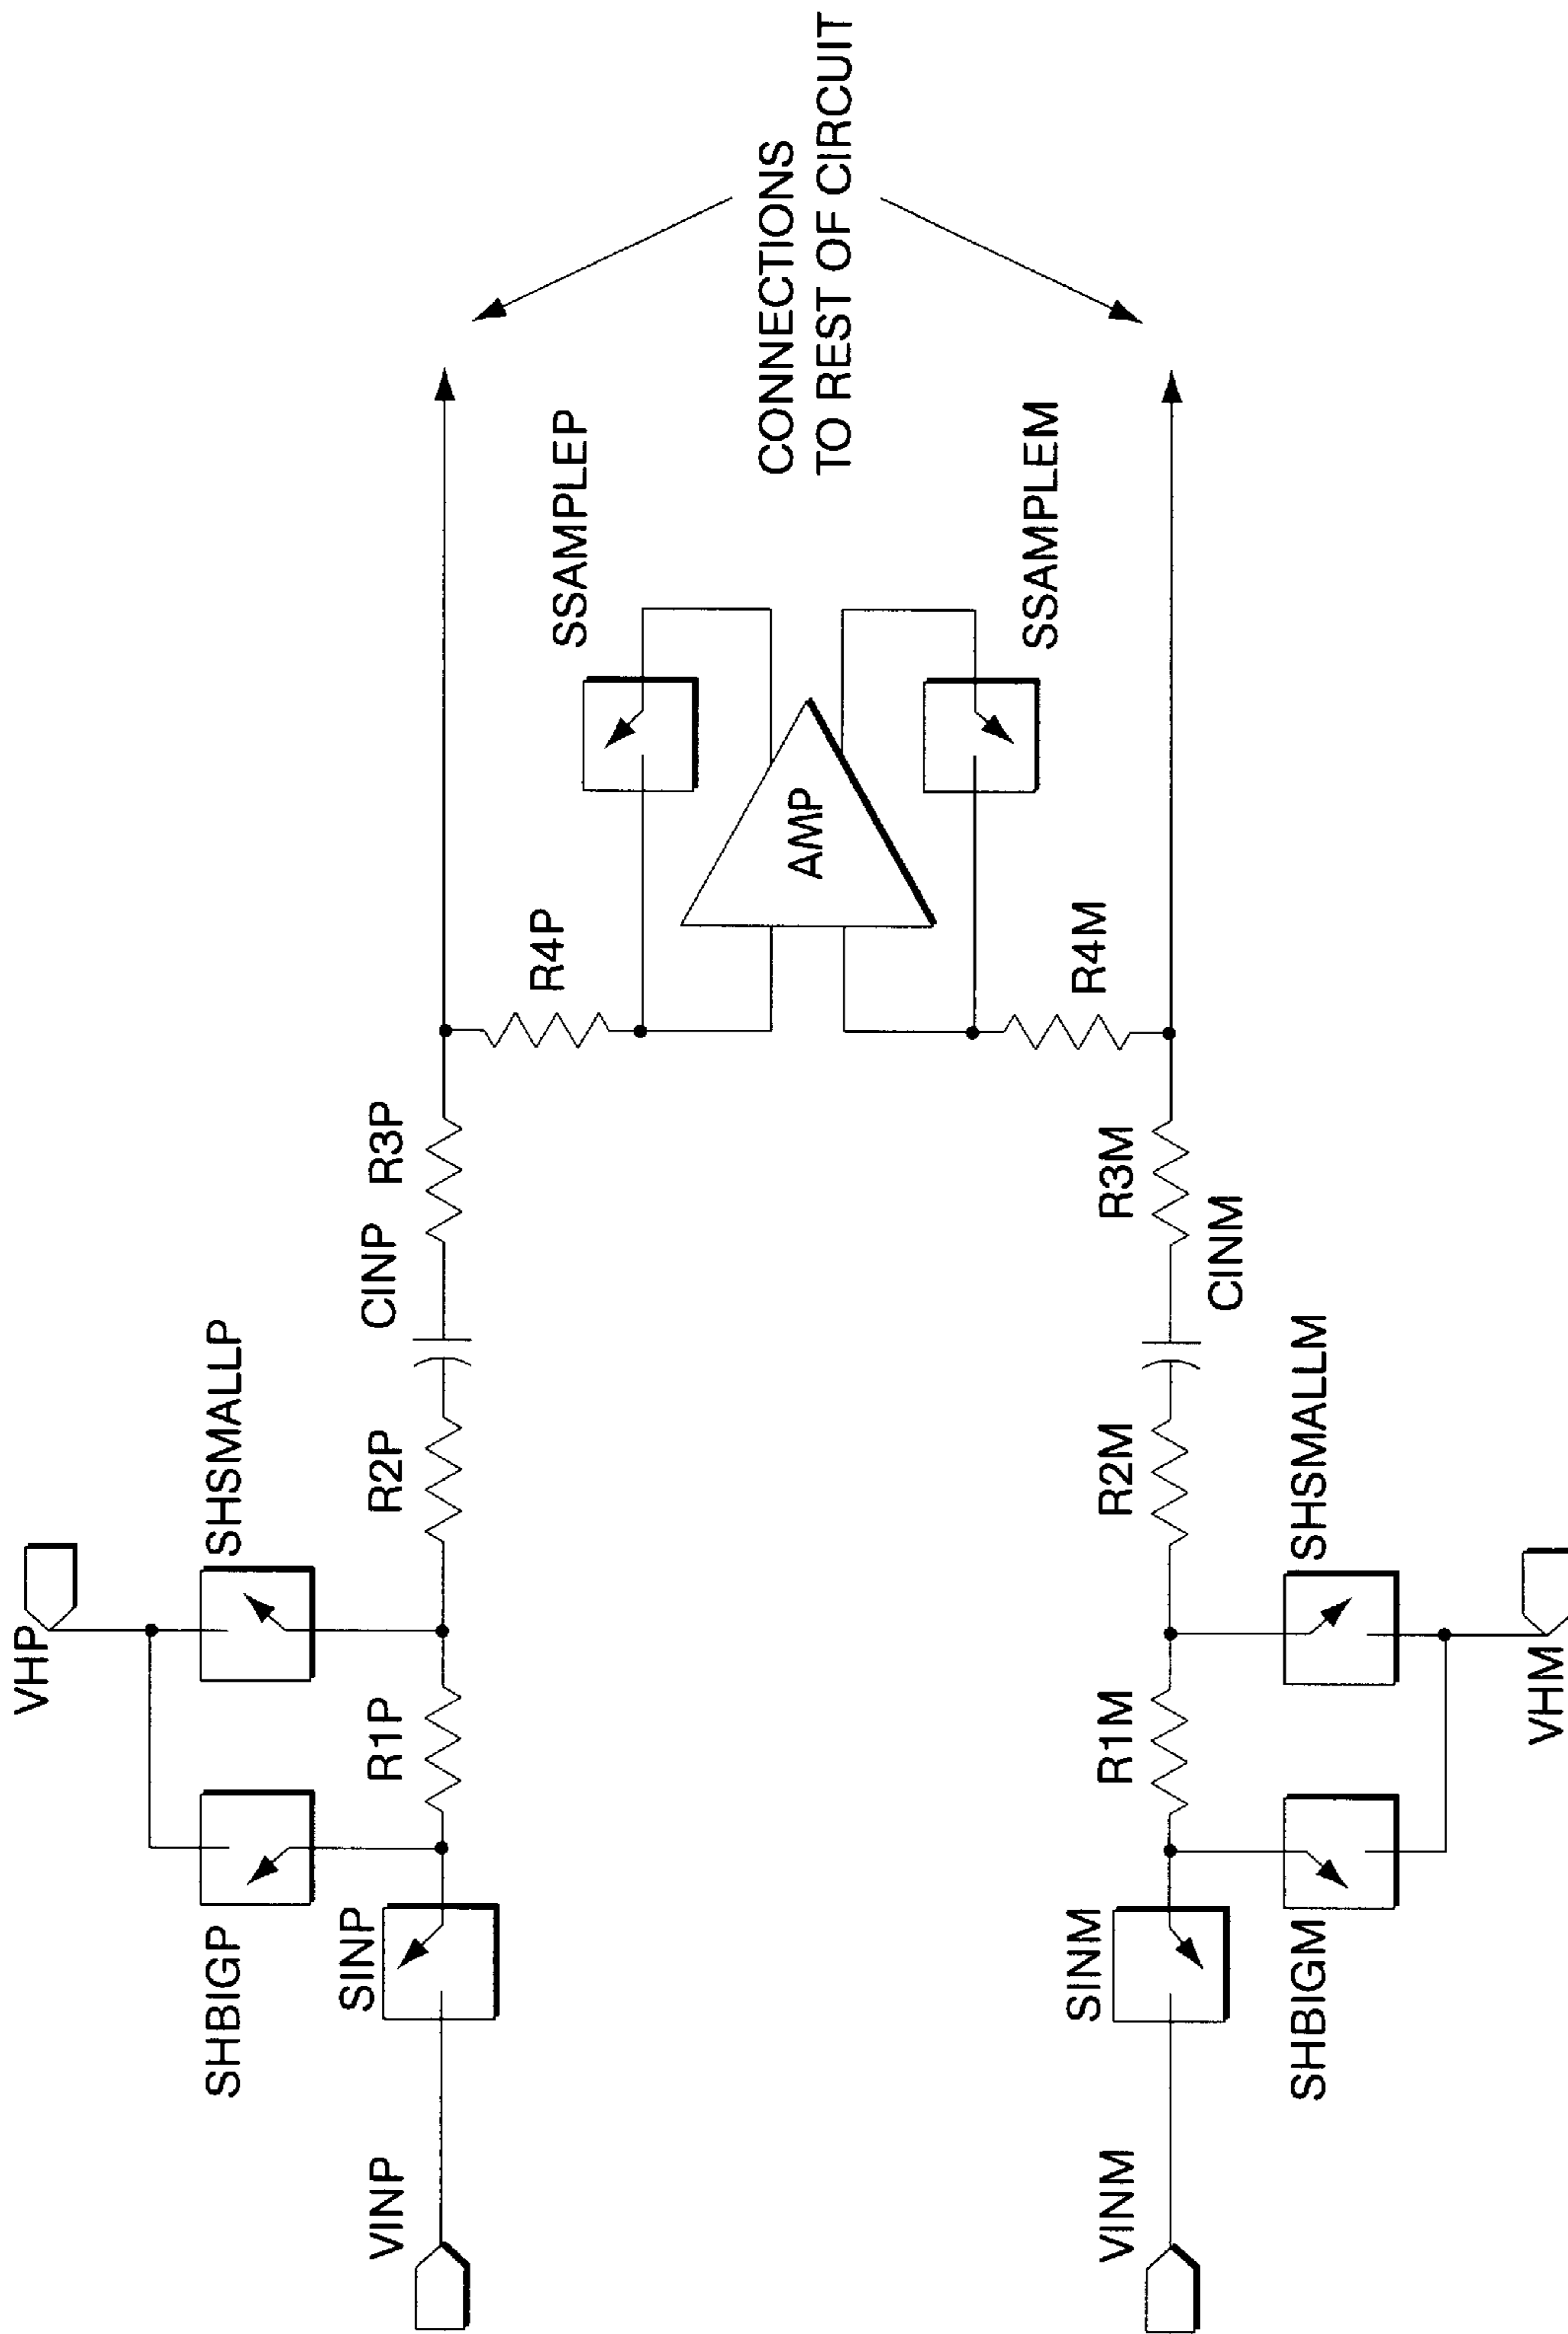 VHP
SHBIGP
SHSMALLP
VINP
SINP
R1P
R2P
CINP
R3P
R4P
SSAMPLEP
AMP
CONNECTIONS
TO REST OF CIRCUIT
SSAMPLEM
R4M
VINM
SINM
R1M
R2M
R3M
CINM
SHBIGM
SHSMALLM
VHM